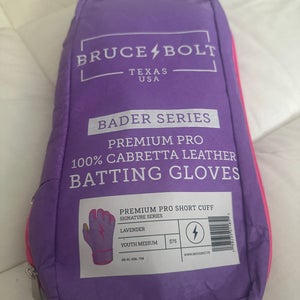 BRUCE BOLT
TEXAS
USA
BADER SERIES
PREMIUM PRO
100% CABRETTA LEATHER
BATTING GLOVES
PREMIUM PRO SHORT CUFF
SIGNATURE SERIES
LAVENDER
YOUTH MEDIUM
$75